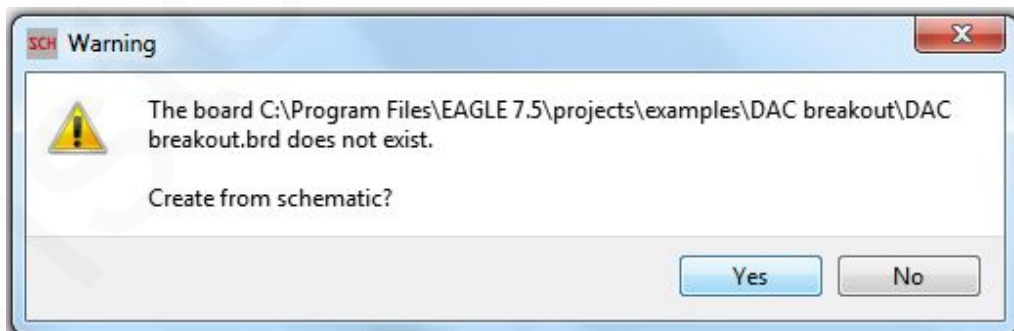 SCH Warning
The board C:\Program Files\EAGLE 7.5\projects\examples\DAC breakout\DAC
breakout.brd does not exist.
Create from schematic?
Yes No